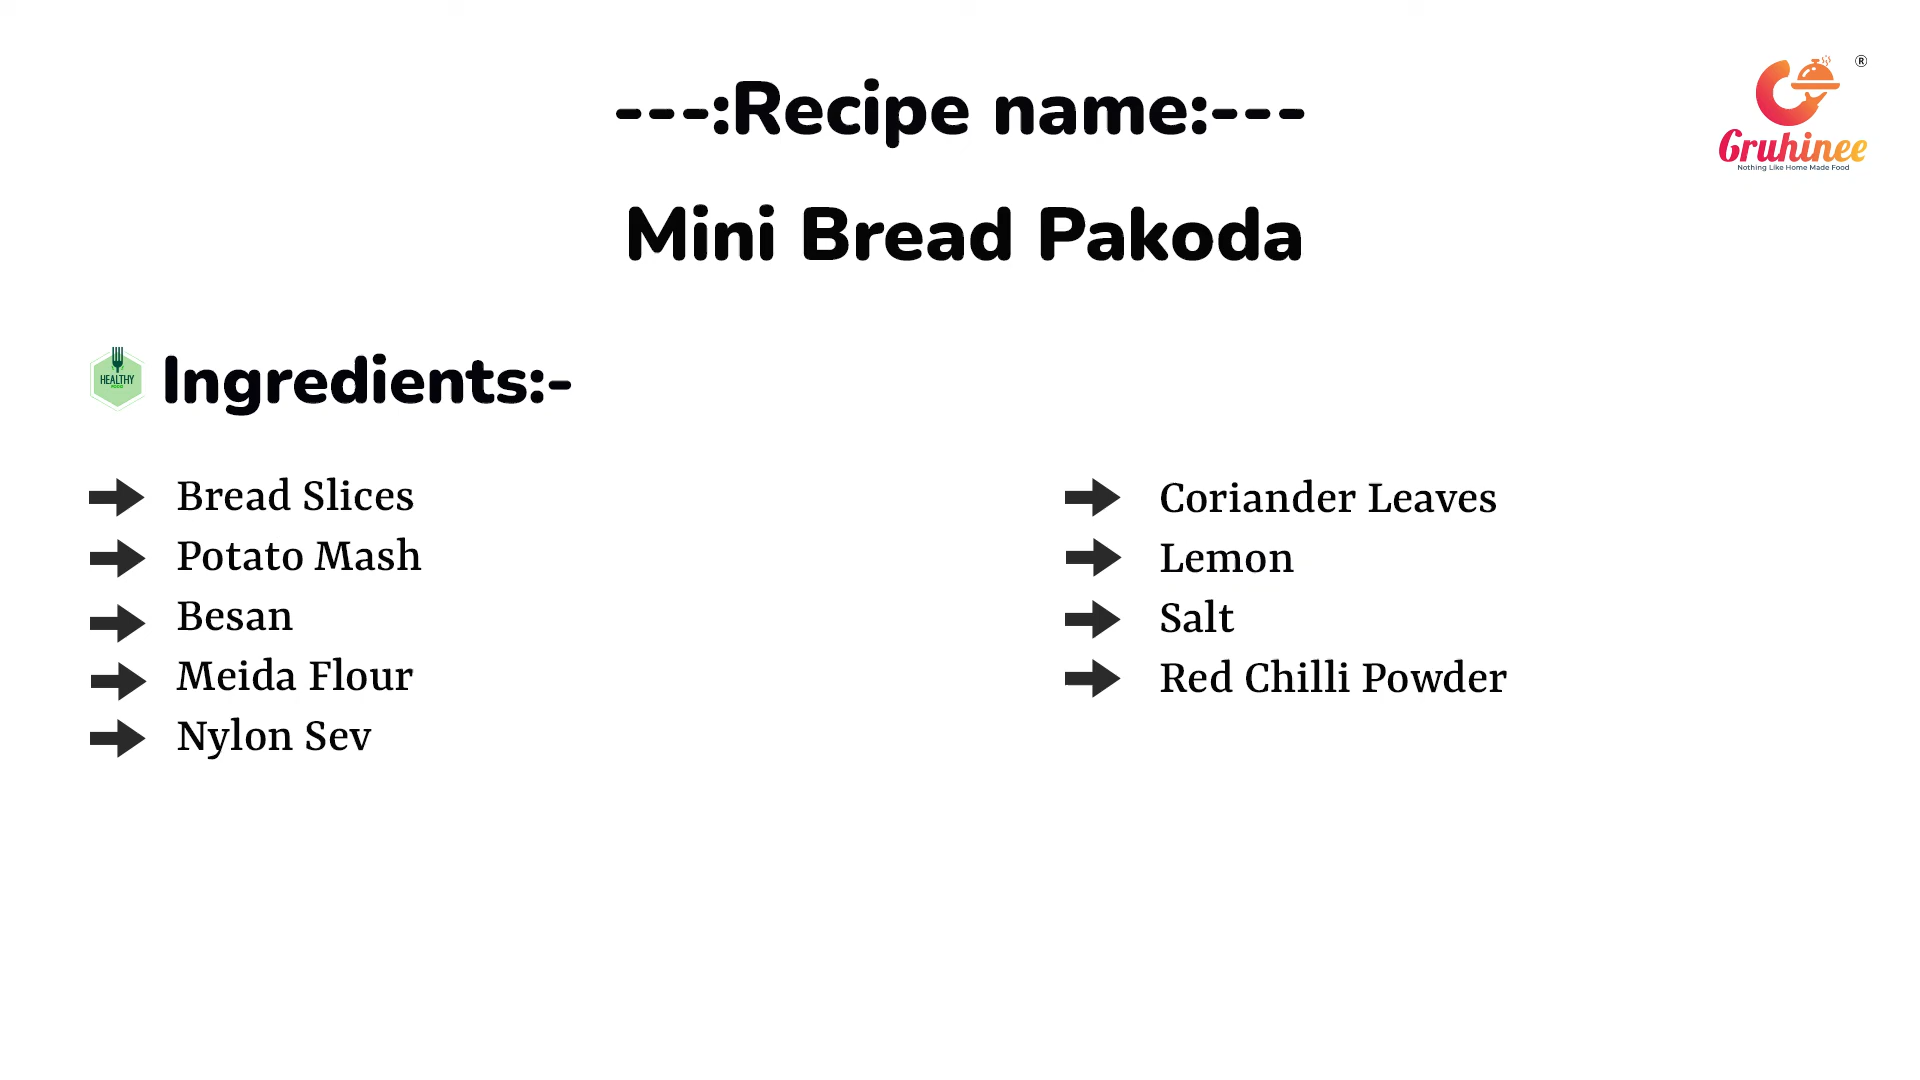 ---:Recipe name:---
®
Gruhinee
Nothing Like Home Made Food
Mini Bread Pakoda
HEALTHY
FOOD
Ingredients:-
Bread Slices
Potato Mash
Besan
Meida Flour
Nylon Sev
Coriander Leaves
Lemon
Salt
Red Chilli Powder